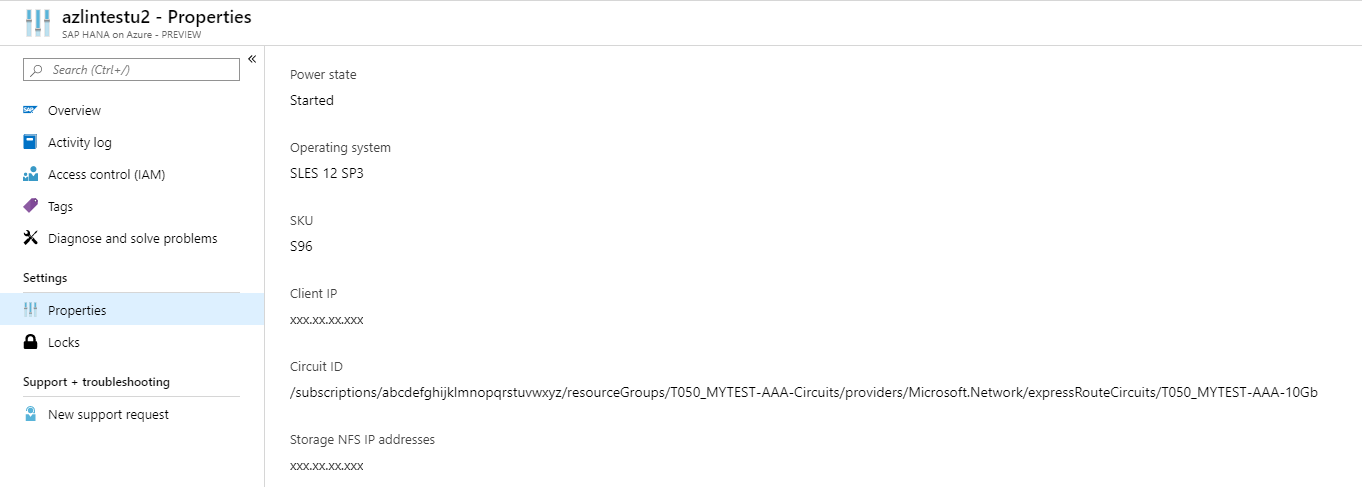 azlintestu2 - Properties
SAP HANA on Azure - PREVIEW
Search (Ctrl+/)
«
SAP
Overview
Activity log
Access control (IAM)
Tags
Diagnose and solve problems
Settings
Properties
Locks
Support + troubleshooting
New support request
Power state
Started
Operating system
SLES 12 SP3
SKU
S96
Client IP
xxx.xx.xx.xxx
Circuit ID
/subscriptions/abcdefghijklmnopqrstuvwxyz/resourceGroups/T050_MYTEST-AAA-Circuits/providers/Microsoft.Network/expressRouteCircuits/T050_MYTEST-AAA-10Gb
Storage NFS IP addresses
xxx.xx.xx.xxx